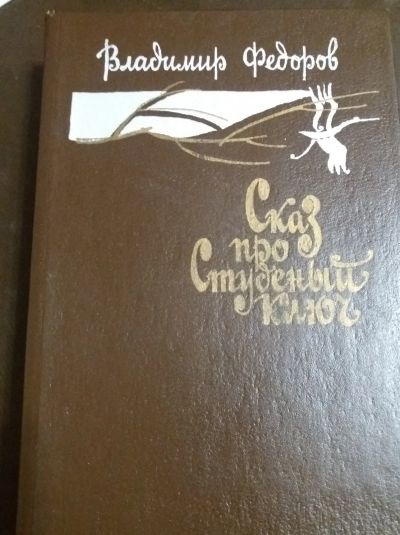 Владимир Федоров
Сказ
про
Студеный
ключ